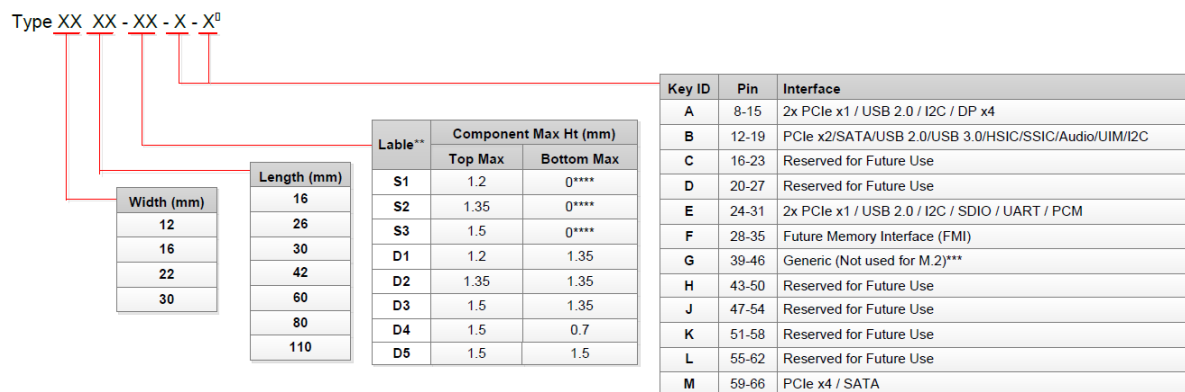 Type XX XX - XX - X - X▯
Key ID Pin Interface
A 8-15 2x PCIe x1 / USB 2.0 / I2C / DP x4
B 12-19 PCIe x2/SATA/USB 2.0/USB 3.0/HSIC/SSIC/Audio/UIM/I2C
C 16-23 Reserved for Future Use
D 20-27 Reserved for Future Use
E 24-31 2x PCIe x1 / USB 2.0 / I2C / SDIO / UART / PCM
F 28-35 Future Memory Interface (FMI)
G 39-46 Generic (Not used for M.2)***
H 43-50 Reserved for Future Use
J 47-54 Reserved for Future Use
K 51-58 Reserved for Future Use
L 55-62 Reserved for Future Use
M 59-66 PCIe x4 / SATA
Lable** Component Max Ht (mm)
Top Max Bottom Max
S1 1.2 0****
S2 1.35 0****
S3 1.5 0****
D1 1.2 1.35
D2 1.35 1.35
D3 1.5 1.35
D4 1.5 0.7
D5 1.5 1.5
Length (mm)
16
26
30
42
60
80
110
Width (mm)
12
16
22
30